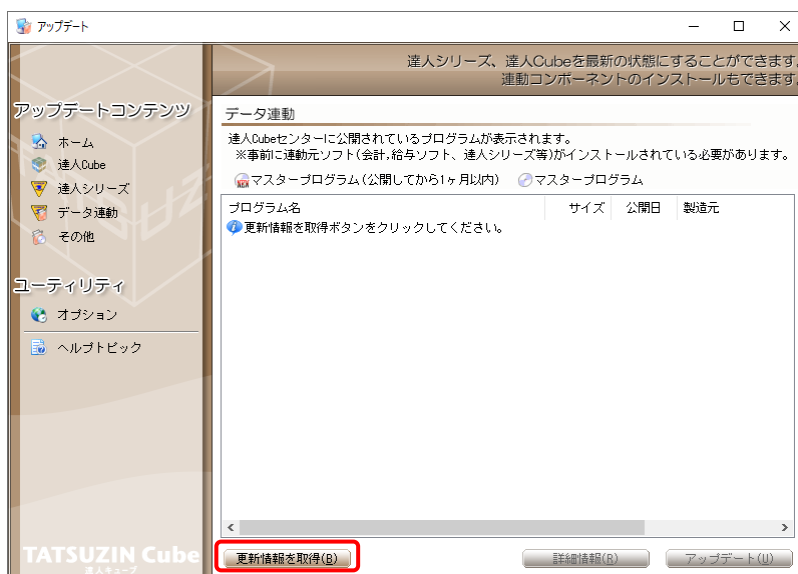 アップデート
達人シリーズ、達人Cubeを最新の状態にすることができます。
連動コンポーネントのインストールもできます。
アップデートコンテンツ
ホーム
達人Cube
達人シリーズ
データ連動
その他
ユーティリティ
オプション
ヘルプトピック
TATSUZIN Cube
達人キューブ
データ連動
達人Cubeセンターに公開されているプログラムが表示されます。
※事前に連動元ソフト(会計,給与ソフト、達人シリーズ等)がインストールされている必要があります。
マスタープログラム(公開してから1ヶ月以内) マスタープログラム
プログラム名 サイズ 公開日 製造元
更新情報を取得ボタンをクリックしてください。
更新情報を取得(B) 詳細情報(R) アップデート(U)